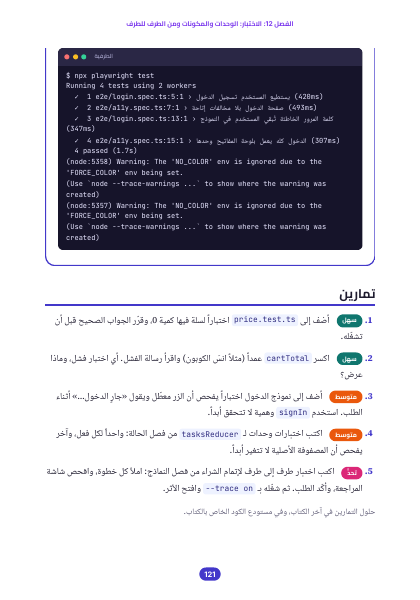 الفصل 12: الاختبار: الوحدات والمكونات ومن الطرف للطرف
الطرفية
$ npx playwright test
Running 4 tests using 2 workers
✓ 1 e2e/login.spec.ts:5:1 › يستطيع المستخدم تسجيل الدخول (420ms)
✓ 2 e2e/a11y.spec.ts:7:1 › صفحة الدخول بلا مخالفات إتاحة (493ms)
✓ 3 e2e/login.spec.ts:13:1 › كلمة المرور الخاطئة تُبقي المستخدم في النموذج
(347ms)
✓ 4 e2e/a11y.spec.ts:15:1 › الدخول كله يعمل بلوحة المفاتيح وحدها (307ms)
4 passed (1.7s)
(node:5358) Warning: The 'NO_COLOR' env is ignored due to the
'FORCE_COLOR' env being set.
(Use `node --trace-warnings ...` to show where the warning was
created)
(node:5357) Warning: The 'NO_COLOR' env is ignored due to the
'FORCE_COLOR' env being set.
(Use `node --trace-warnings ...` to show where the warning was
created)
تمارين
1. سهل أضف إلى price.test.ts اختباراً لسلة فيها كمية 0، وقرّر الجواب الصحيح قبل أن
تشغّله.
2. سهل اكسر cartTotal عمداً (مثلاً انسَ الكوبون) واقرأ رسالة الفشل. أي اختبار فشل، وماذا
عرض؟
3. متوسط أضف إلى نموذج الدخول اختباراً يفحص أن الزر معطّل ويقول «جارٍ الدخول…» أثناء
الطلب. استخدم signIn وهمية لا تتحقق أبداً.
4. متوسط اكتب اختبارات وحدات لـ tasksReducer من فصل الحالة: واحداً لكل فعل، وآخر
يفحص أن المصفوفة الأصلية لا تتغير أبداً.
5. تحدٍّ اكتب اختبار طرف إلى طرف لإتمام الشراء من فصل النماذج: املأ كل خطوة، وافحص شاشة
المراجعة، وأكّد الطلب. ثم شغّله بـ --trace on وافتح الأثر.
حلول التمارين في آخر الكتاب، وفي مستودع الكود الخاص بالكتاب.
121